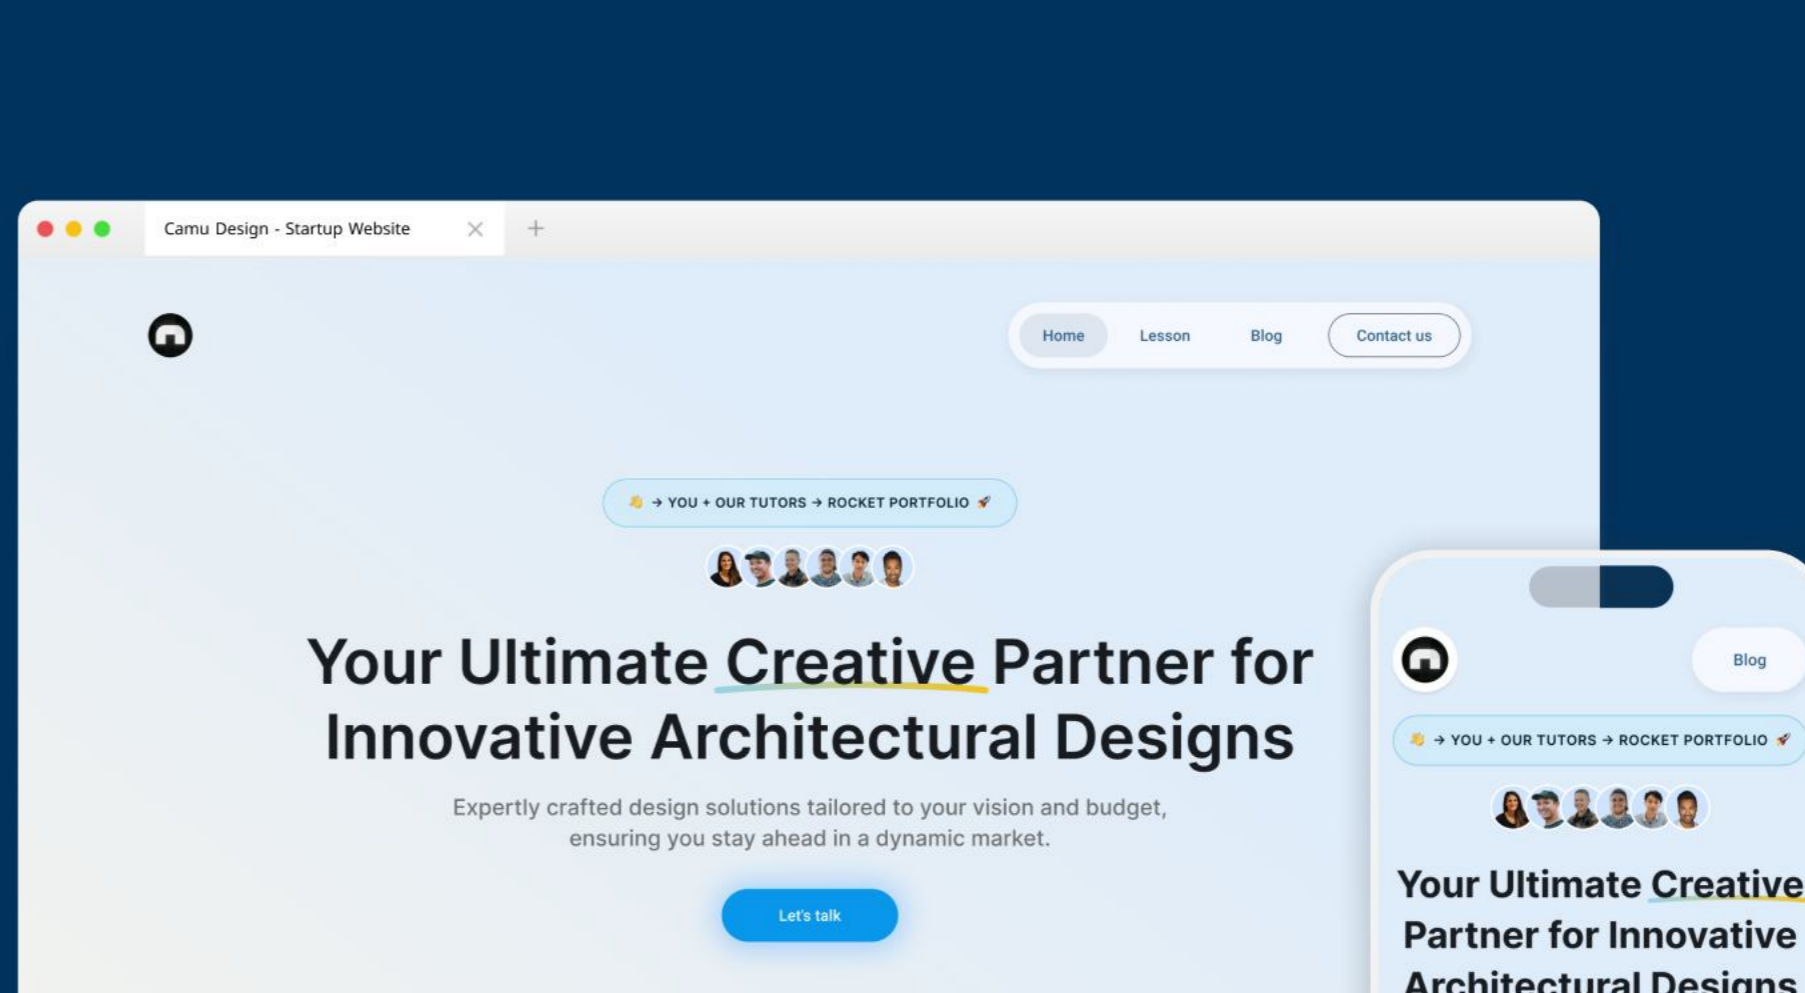 Camu Design - Startup Website
Home Lesson Blog Contact us
👋 → YOU + OUR TUTORS → ROCKET PORTFOLIO 🚀
Your Ultimate Creative Partner for
Innovative Architectural Designs
Expertly crafted design solutions tailored to your vision and budget,
ensuring you stay ahead in a dynamic market.
Let's talk
Blog
👋 → YOU + OUR TUTORS → ROCKET PORTFOLIO 🚀
Your Ultimate Creative
Partner for Innovative
Architectural Designs